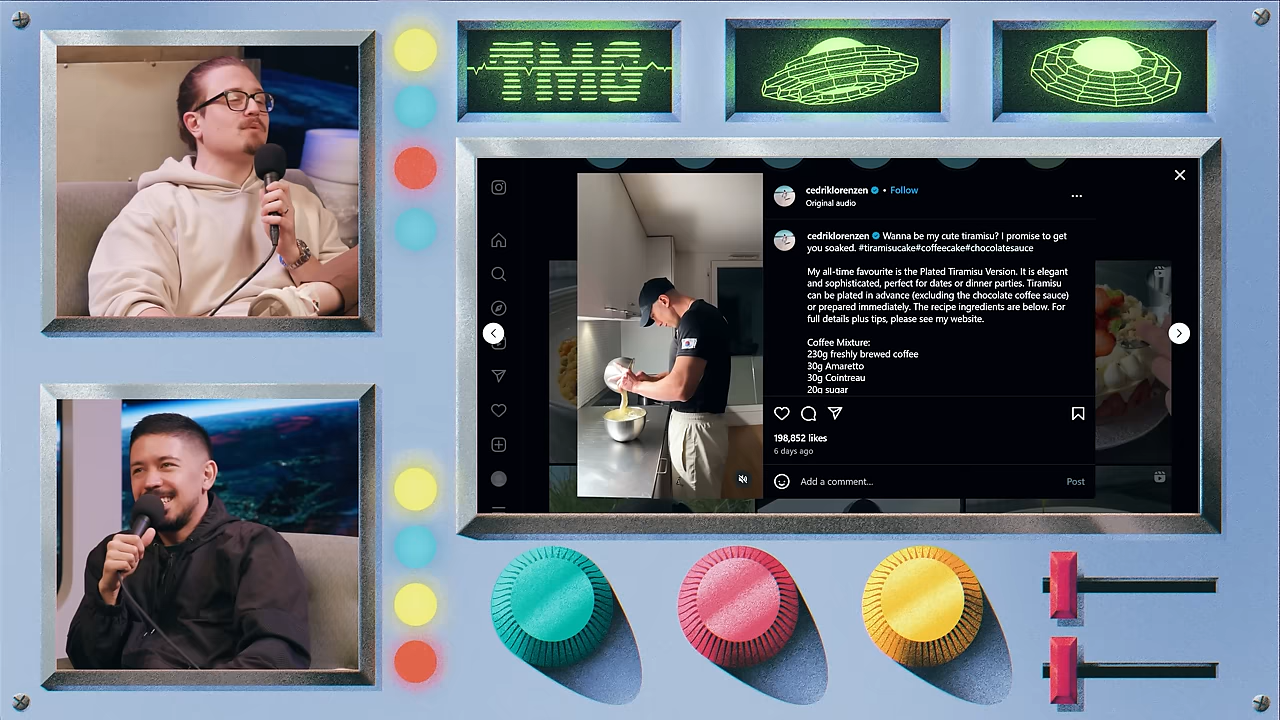 TMG
cedriklorenzen • Follow
Original audio
cedriklorenzen Wanna be my cute tiramisu? I promise to get
you soaked. #tiramisucake#coffeecake#chocolatesauce
My all-time favourite is the Plated Tiramisu Version. It is elegant
and sophisticated, perfect for dates or dinner parties. Tiramisu
can be plated in advance (excluding the chocolate coffee sauce)
or prepared immediately. The recipe ingredients are below. For
full details plus tips, please see my website.
Coffee Mixture:
230g freshly brewed coffee
30g Amaretto
30g Cointreau
20g sugar
198,852 likes
6 days ago
Add a comment...
Post